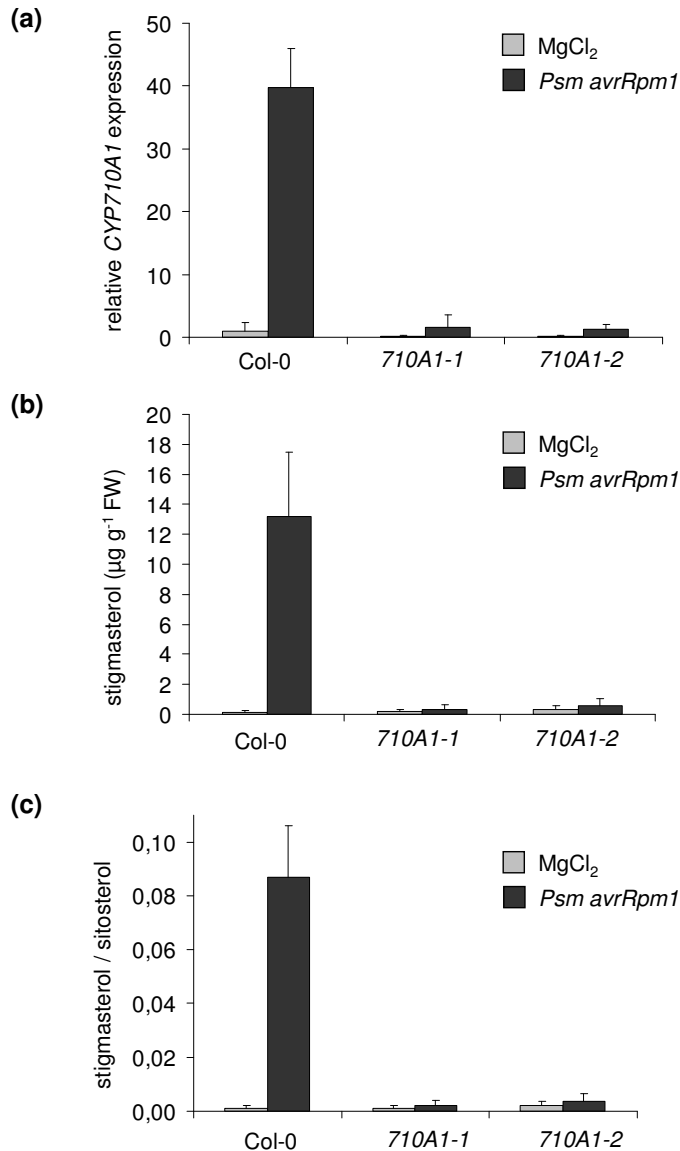 (a)
relative CYP710A1 expression
50
40
30
20
10
0
MgCl₂
Psm avrRpm1
Col-0 710A1-1 710A1-2
(b)
stigmasterol (µg g⁻¹ FW)
20
18
16
14
12
10
8
6
4
2
0
MgCl₂
Psm avrRpm1
Col-0 710A1-1 710A1-2
(c)
stigmasterol / sitosterol
0,10
0,08
0,06
0,04
0,02
0,00
MgCl₂
Psm avrRpm1
Col-0 710A1-1 710A1-2